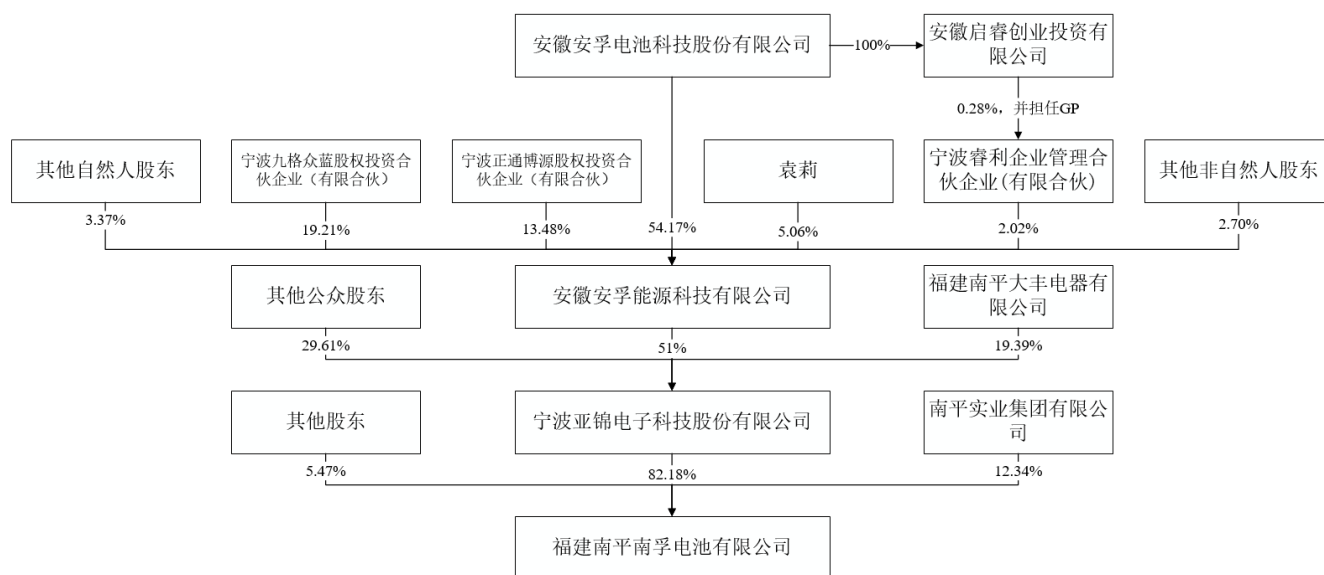 安徽安孚电池科技股份有限公司
100%
安徽启睿创业投资有
限公司
0.28%，并担任GP
其他自然人股东
宁波九格众蓝股权投资合
伙企业（有限合伙）
宁波正通博源股权投资合
伙企业（有限合伙）
袁莉
宁波睿利企业管理合
伙企业(有限合伙)
其他非自然人股东
3.37%
19.21%
13.48%
54.17%
5.06%
2.02%
2.70%
其他公众股东
安徽安孚能源科技有限公司
福建南平大丰电器有
限公司
29.61%
51%
19.39%
其他股东
宁波亚锦电子科技股份有限公司
南平实业集团有限公
司
5.47%
82.18%
12.34%
福建南平南孚电池有限公司